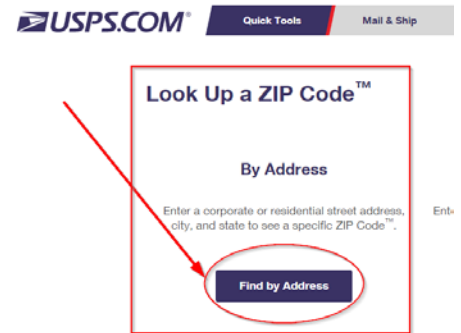 USPS.COM® Quick Tools Mail & Ship
Look Up a ZIP Code™
By Address
Enter a corporate or residential street address,
city, and state to see a specific ZIP Code™.
Find by Address